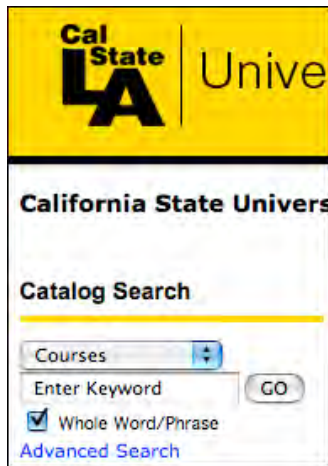 Cal
State
LA
Unive
California State Univers
Catalog Search
Courses
Enter Keyword GO
Whole Word/Phrase
Advanced Search